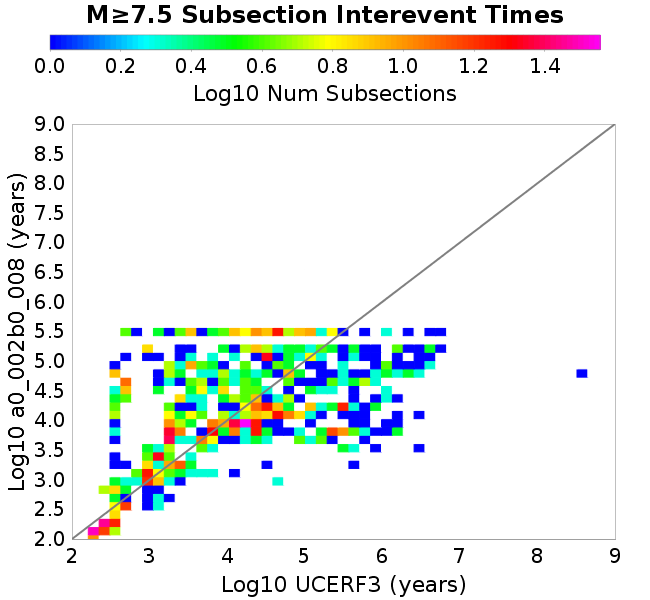 M≥7.5 Subsection Interevent Times
0.0 0.2 0.4 0.6 0.8 1.0 1.2 1.4
Log10 Num Subsections
Log10 a0_002b0_008 (years)
9.0
8.5
8.0
7.5
7.0
6.5
6.0
5.5
5.0
4.5
4.0
3.5
3.0
2.5
2.0
2 3 4 5 6 7 8 9
Log10 UCERF3 (years)